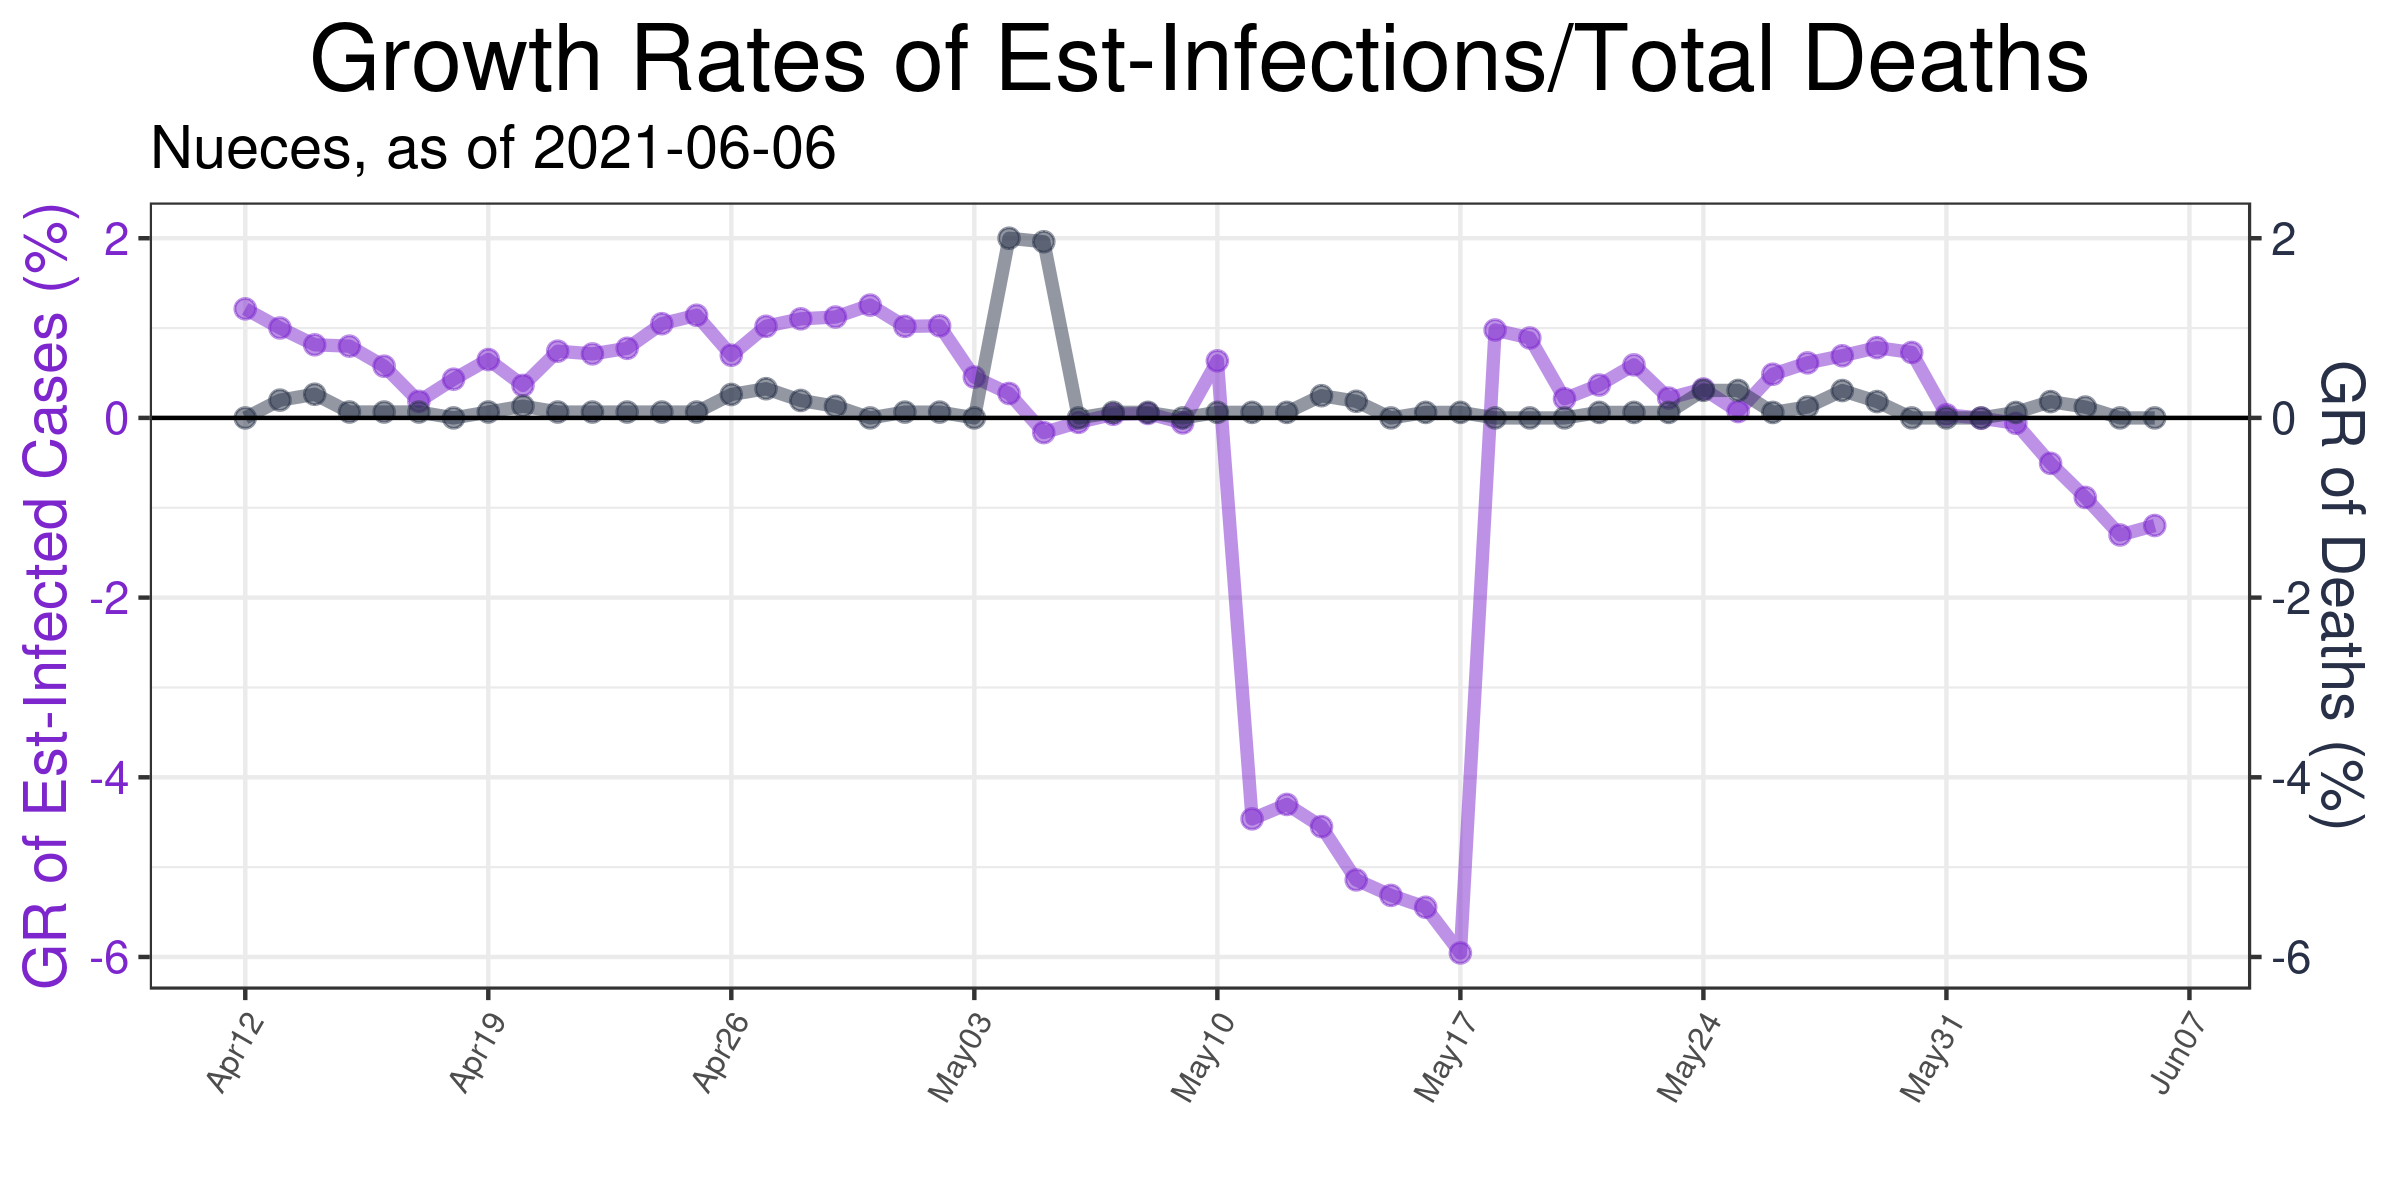 Growth Rates of Est-Infections/Total Deaths
Nueces, as of 2021-06-06
GR of Est-Infected Cases (%)
2
0
-2
-4
-6
2
0
-2
-4
-6
GR of Deaths (%)
Apr12
Apr19
Apr26
May03
May10
May17
May24
May31
Jun07